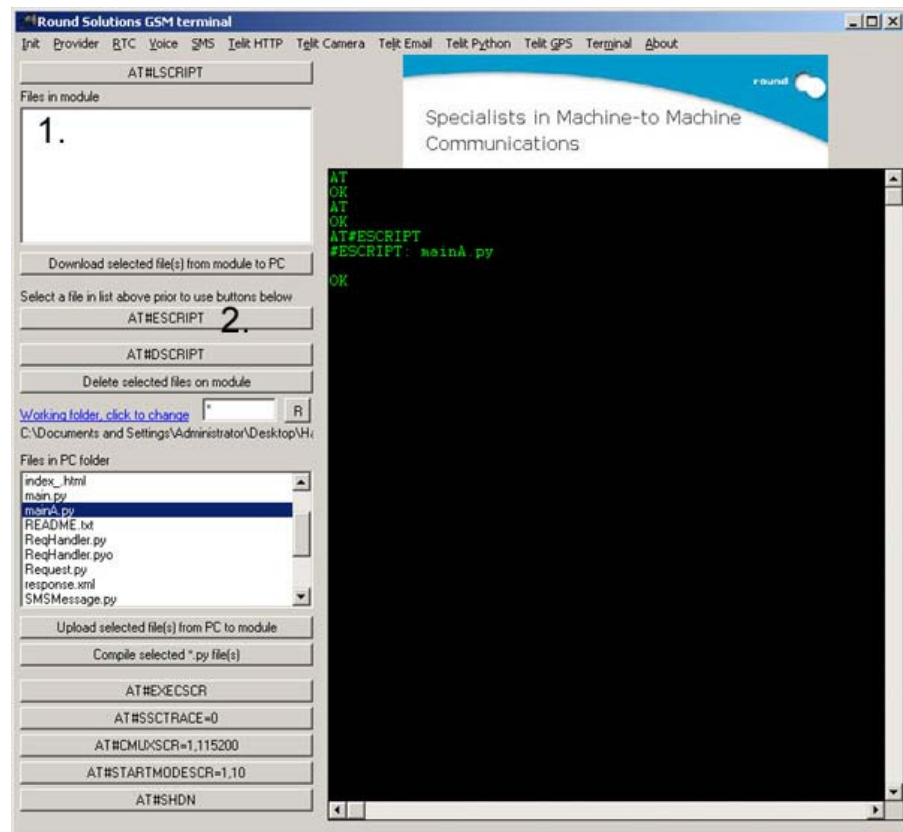 Round Solutions GSM terminal
Init Provider RTC Voice SMS Telit HTTP Telit Camera Telit Email Telit Python Telit GPS Terminal About
AT#LSCRIPT
Files in module
1.
Download selected file(s) from module to PC
Select a file in list above prior to use buttons below
AT#ESCRIPT 2.
AT#DSCRIPT
Delete selected files on module
Working folder, click to change * R
C:\Documents and Settings\Administrator\Desktop\Ha
Files in PC folder
index_.html
main.py
mainA.py
README.txt
ReqHandler.py
ReqHandler.pyo
Request.py
response.xml
SMSMessage.py
Upload selected file(s) from PC to module
Compile selected *.py file(s)
AT#EXECSCR
AT#SSCTRACE=0
AT#CMUXSCR=1,115200
AT#STARTMODESCR=1,10
AT#SHDN
round
Specialists in Machine-to Machine
Communications
AT
OK
AT
OK
AT#ESCRIPT
#ESCRIPT: mainA.py
OK